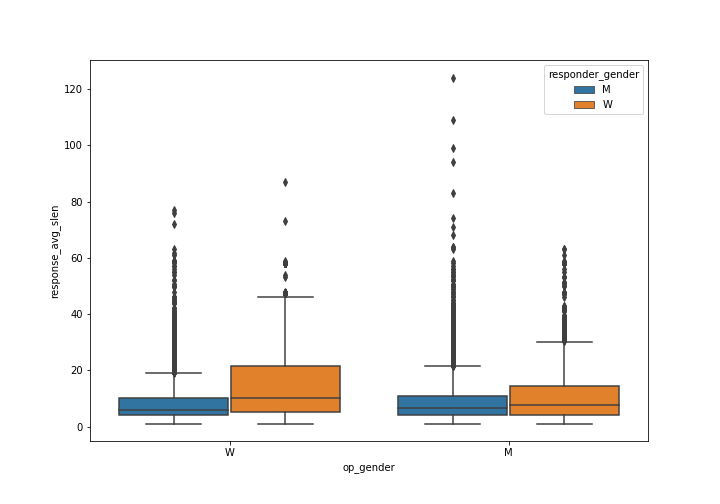 responder_gender
M
W
120
100
80
60
40
20
0
response_avg_slen
W
M
op_gender